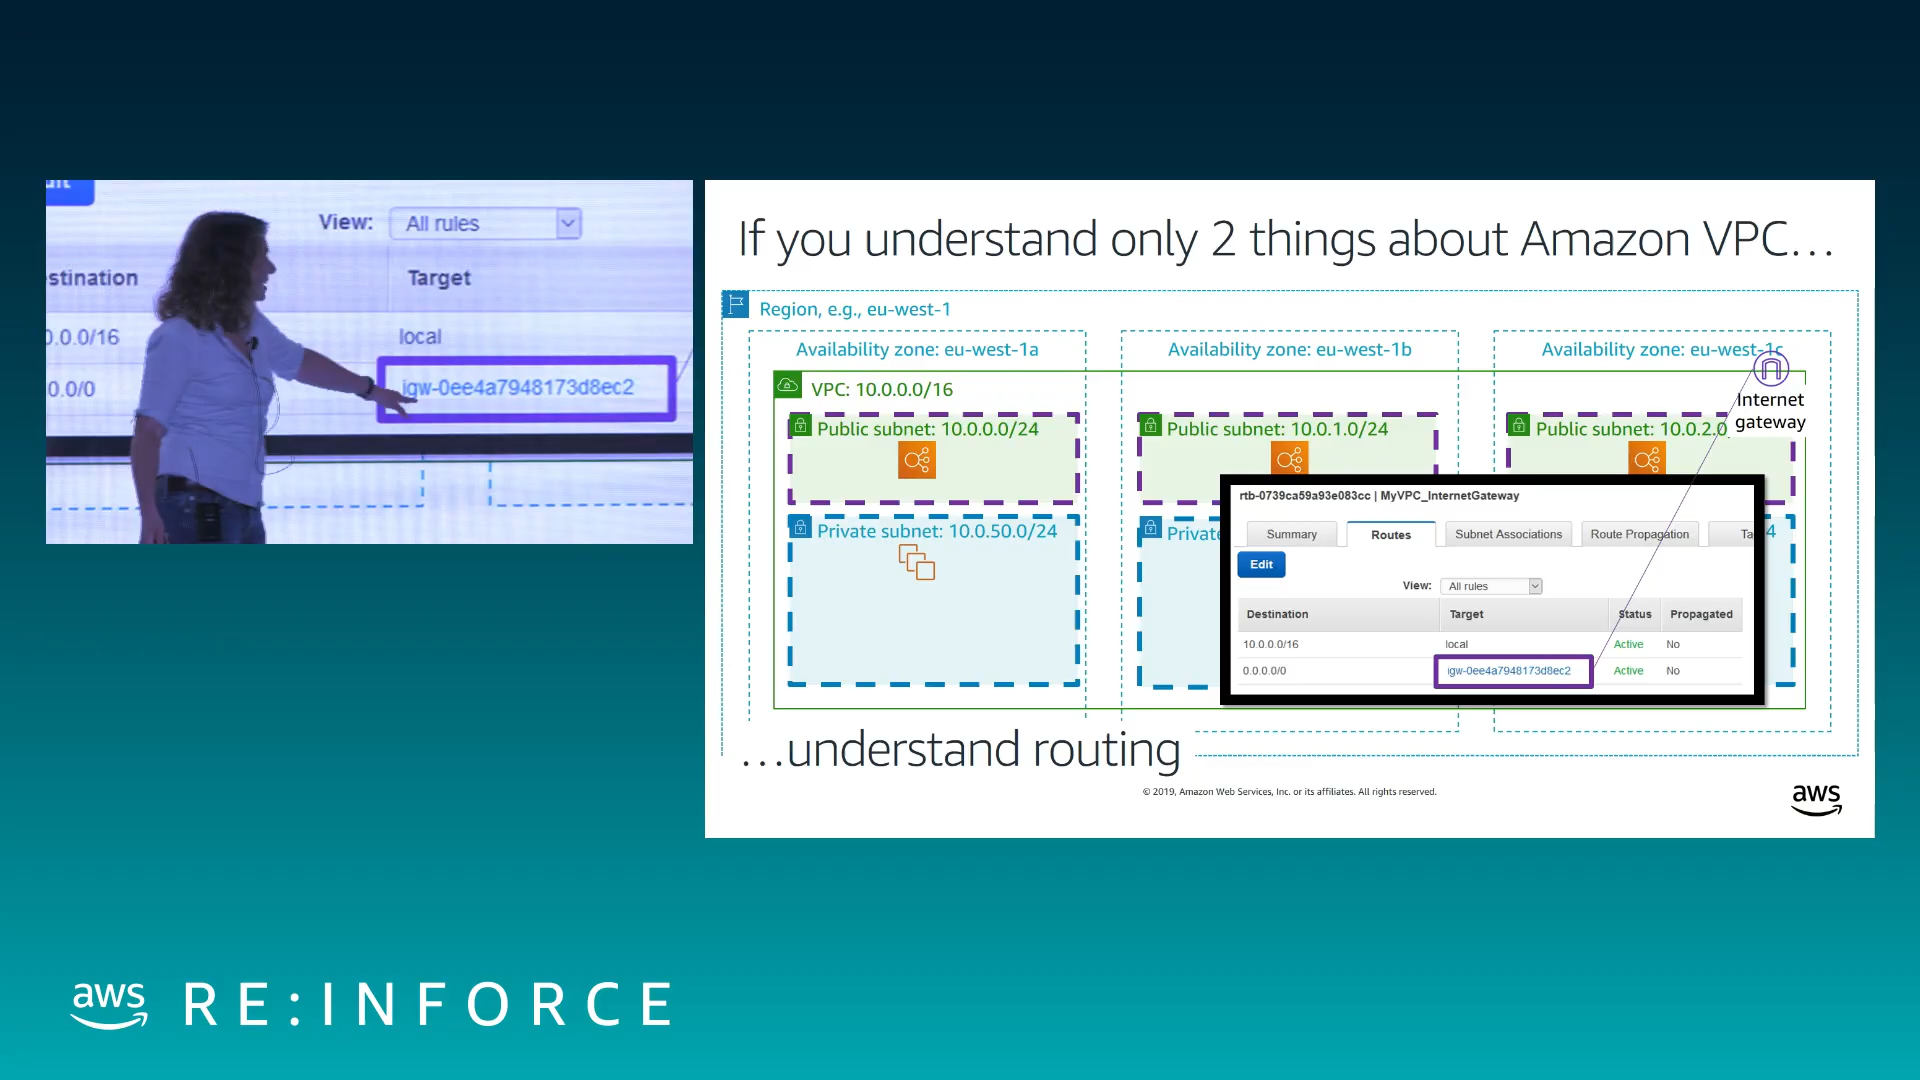 View: All rules
stination Target
0.0.0/16 local
0.0/0 igw-0ee4a7948173d8ec2
If you understand only 2 things about Amazon VPC…
Region, e.g., eu-west-1
Availability zone: eu-west-1a
Availability zone: eu-west-1b
Availability zone: eu-west-1c
Internet
gateway
VPC: 10.0.0.0/16
Public subnet: 10.0.0.0/24
Public subnet: 10.0.1.0/24
Public subnet: 10.0.2.0
Private subnet: 10.0.50.0/24
Private
4
rtb-0739ca59a93e083cc | MyVPC_InternetGateway
Summary Routes Subnet Associations Route Propagation Ta
Edit
View: All rules
Destination Target Status Propagated
10.0.0.0/16 local Active No
0.0.0.0/0 igw-0ee4a7948173d8ec2 Active No
…understand routing
© 2019, Amazon Web Services, Inc. or its affiliates. All rights reserved.
aws
aws RE:INFORCE